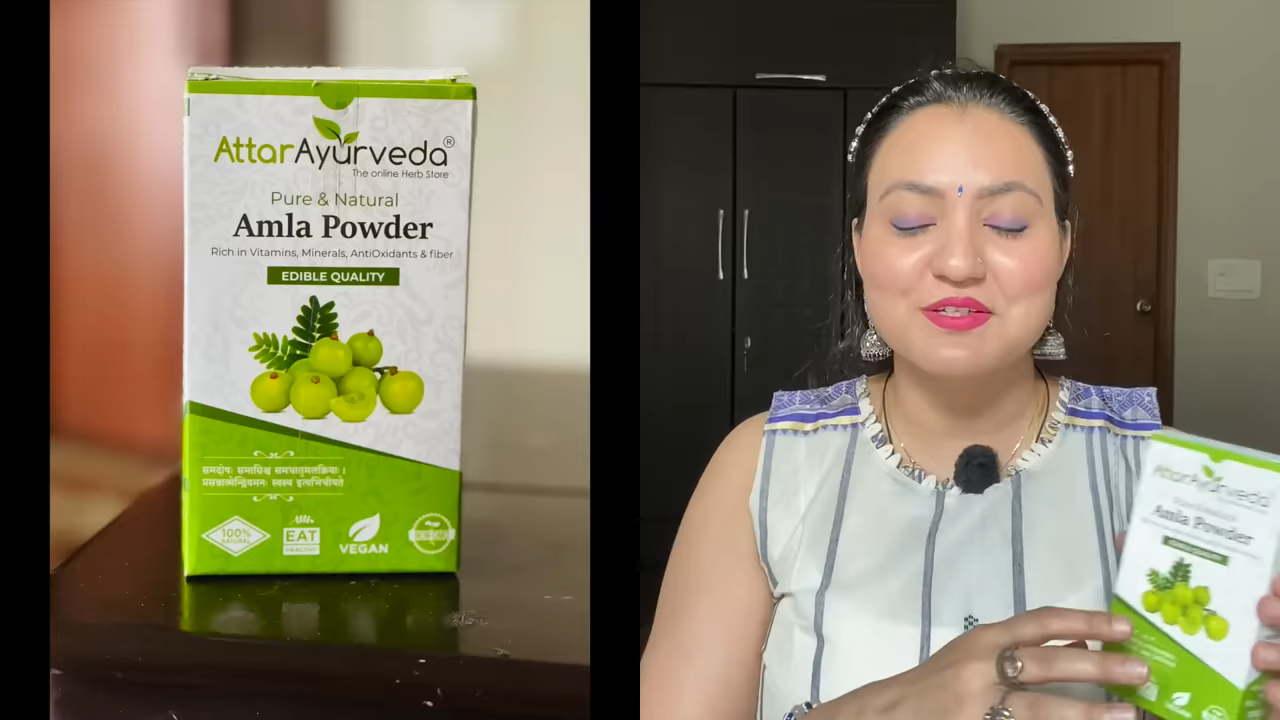 AttarAyurveda®
The online Herb Store
Pure & Natural
Amla Powder
Rich in Vitamins, Minerals, AntiOxidants & fiber
EDIBLE QUALITY
समदोषः समाग्निश्च समधातुमलक्रियाः ।
प्रसन्नात्मेन्द्रियमनः स्वस्थ इत्यभिधीयते
100%
NATURAL
EAT
HEALTHY
VEGAN
AttarAyurveda
Amla Powder